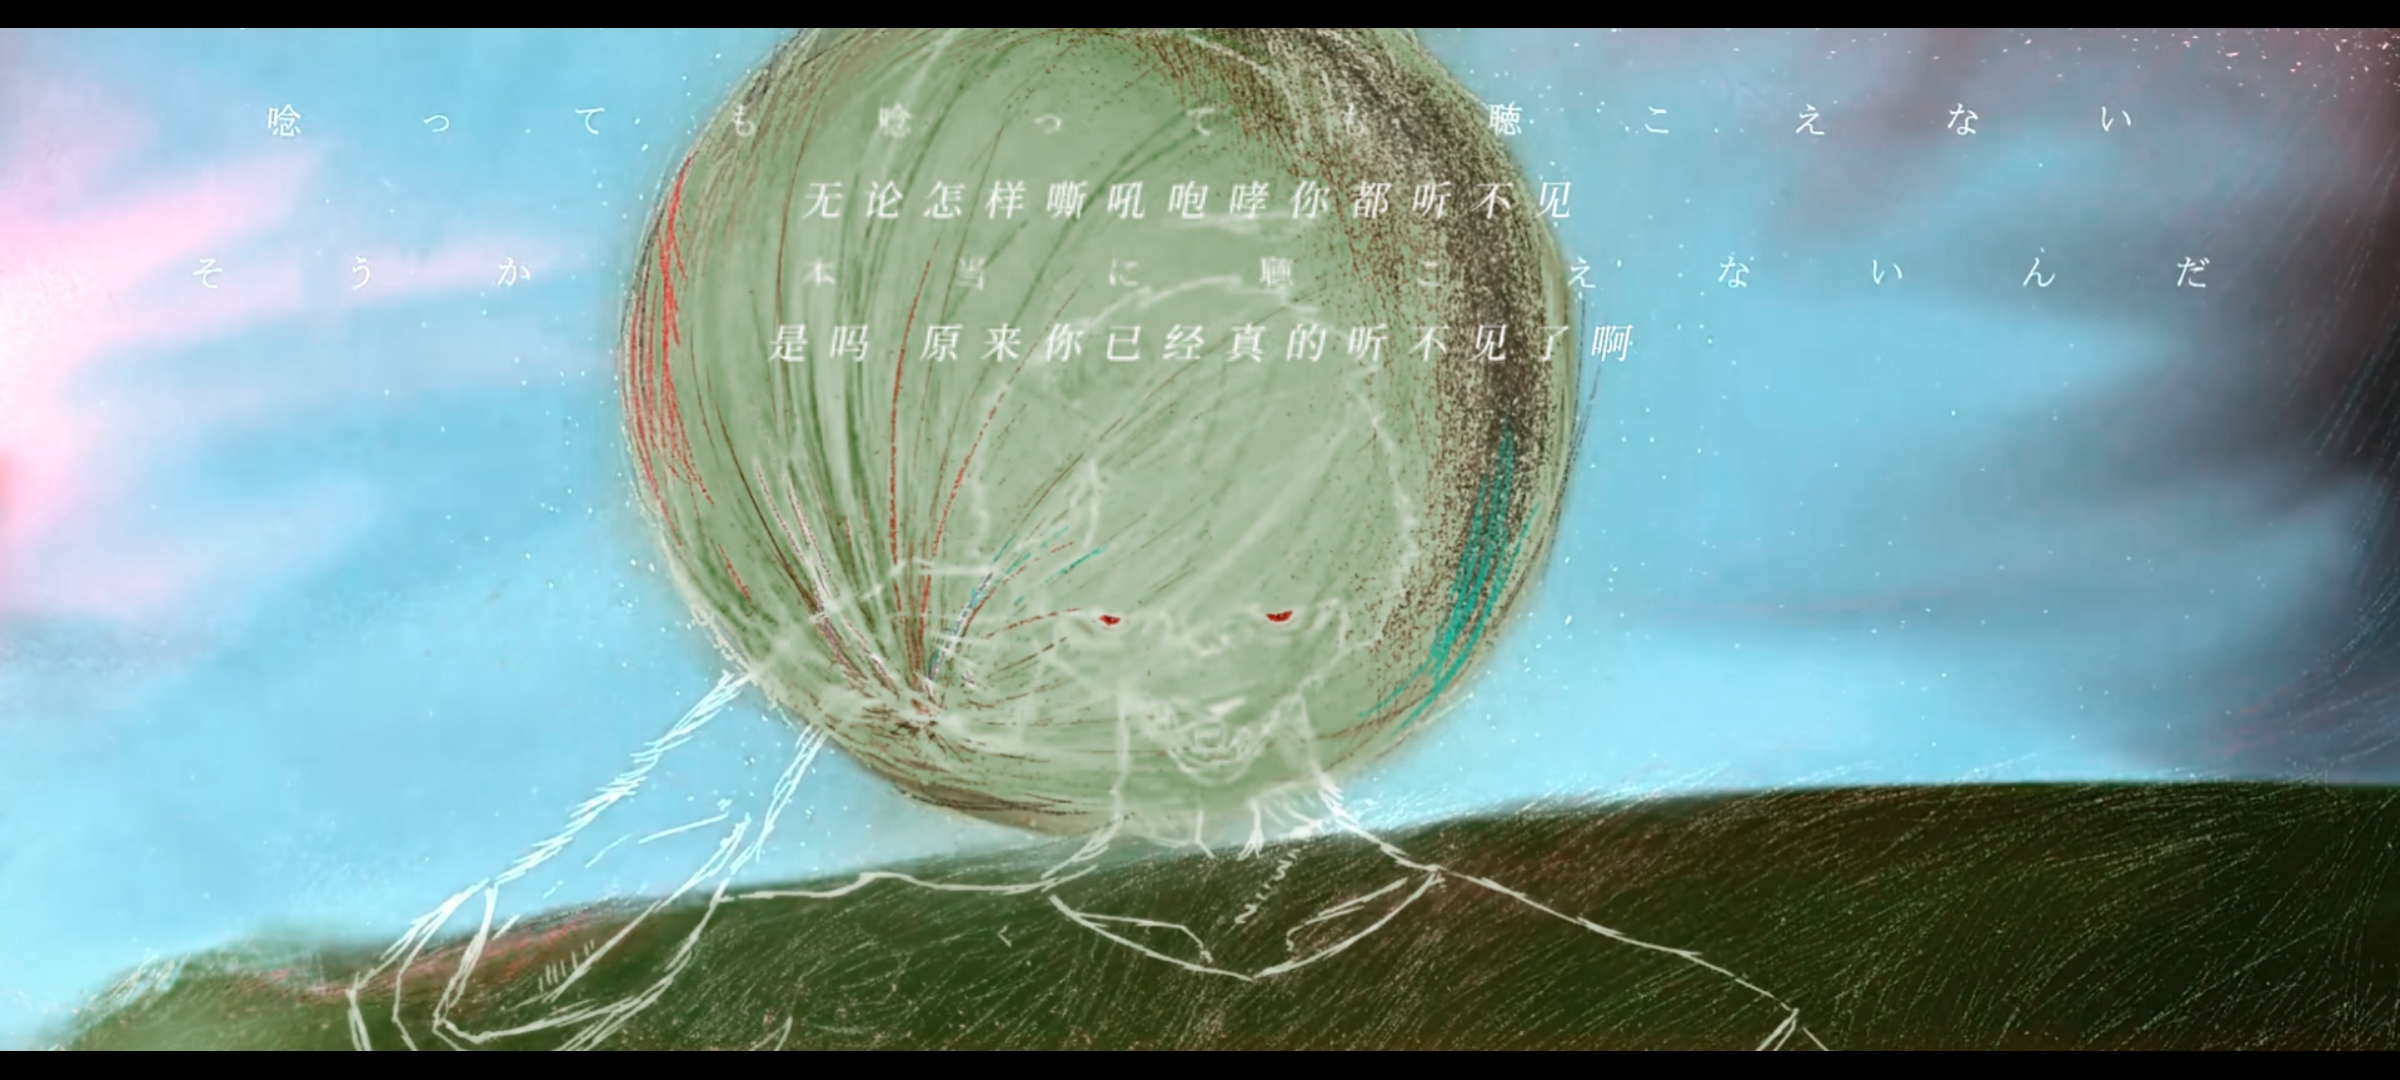 唸っても唸っても聴こえない
无论怎样嘶吼咆哮你都听不见
そうか本当に聴こえないんだ
是吗 原来你已经真的听不见了啊